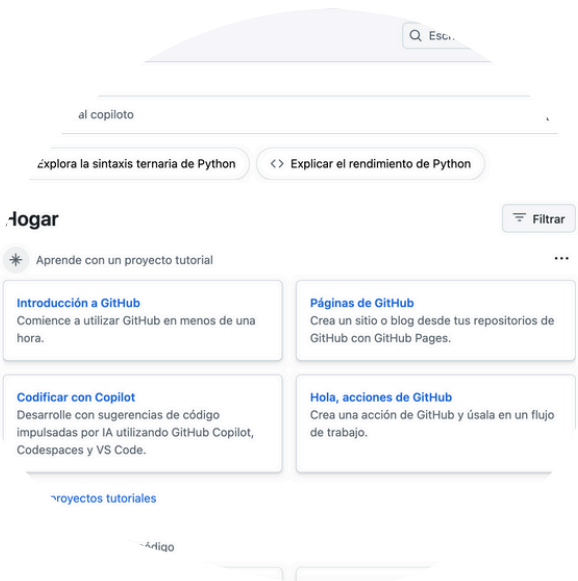 al copiloto
Explora la sintaxis ternaria de Python
Explicar el rendimiento de Python
Hogar
Filtrar
Aprende con un proyecto tutorial
Introducción a GitHub
Comience a utilizar GitHub en menos de una
hora.
Páginas de GitHub
Crea un sitio o blog desde tus repositorios de
GitHub con GitHub Pages.
Codificar con Copilot
Desarrolle con sugerencias de código
impulsadas por IA utilizando GitHub Copilot,
Codespaces y VS Code.
Hola, acciones de GitHub
Crea una acción de GitHub y úsala en un flujo
de trabajo.
proyectos tutoriales
código